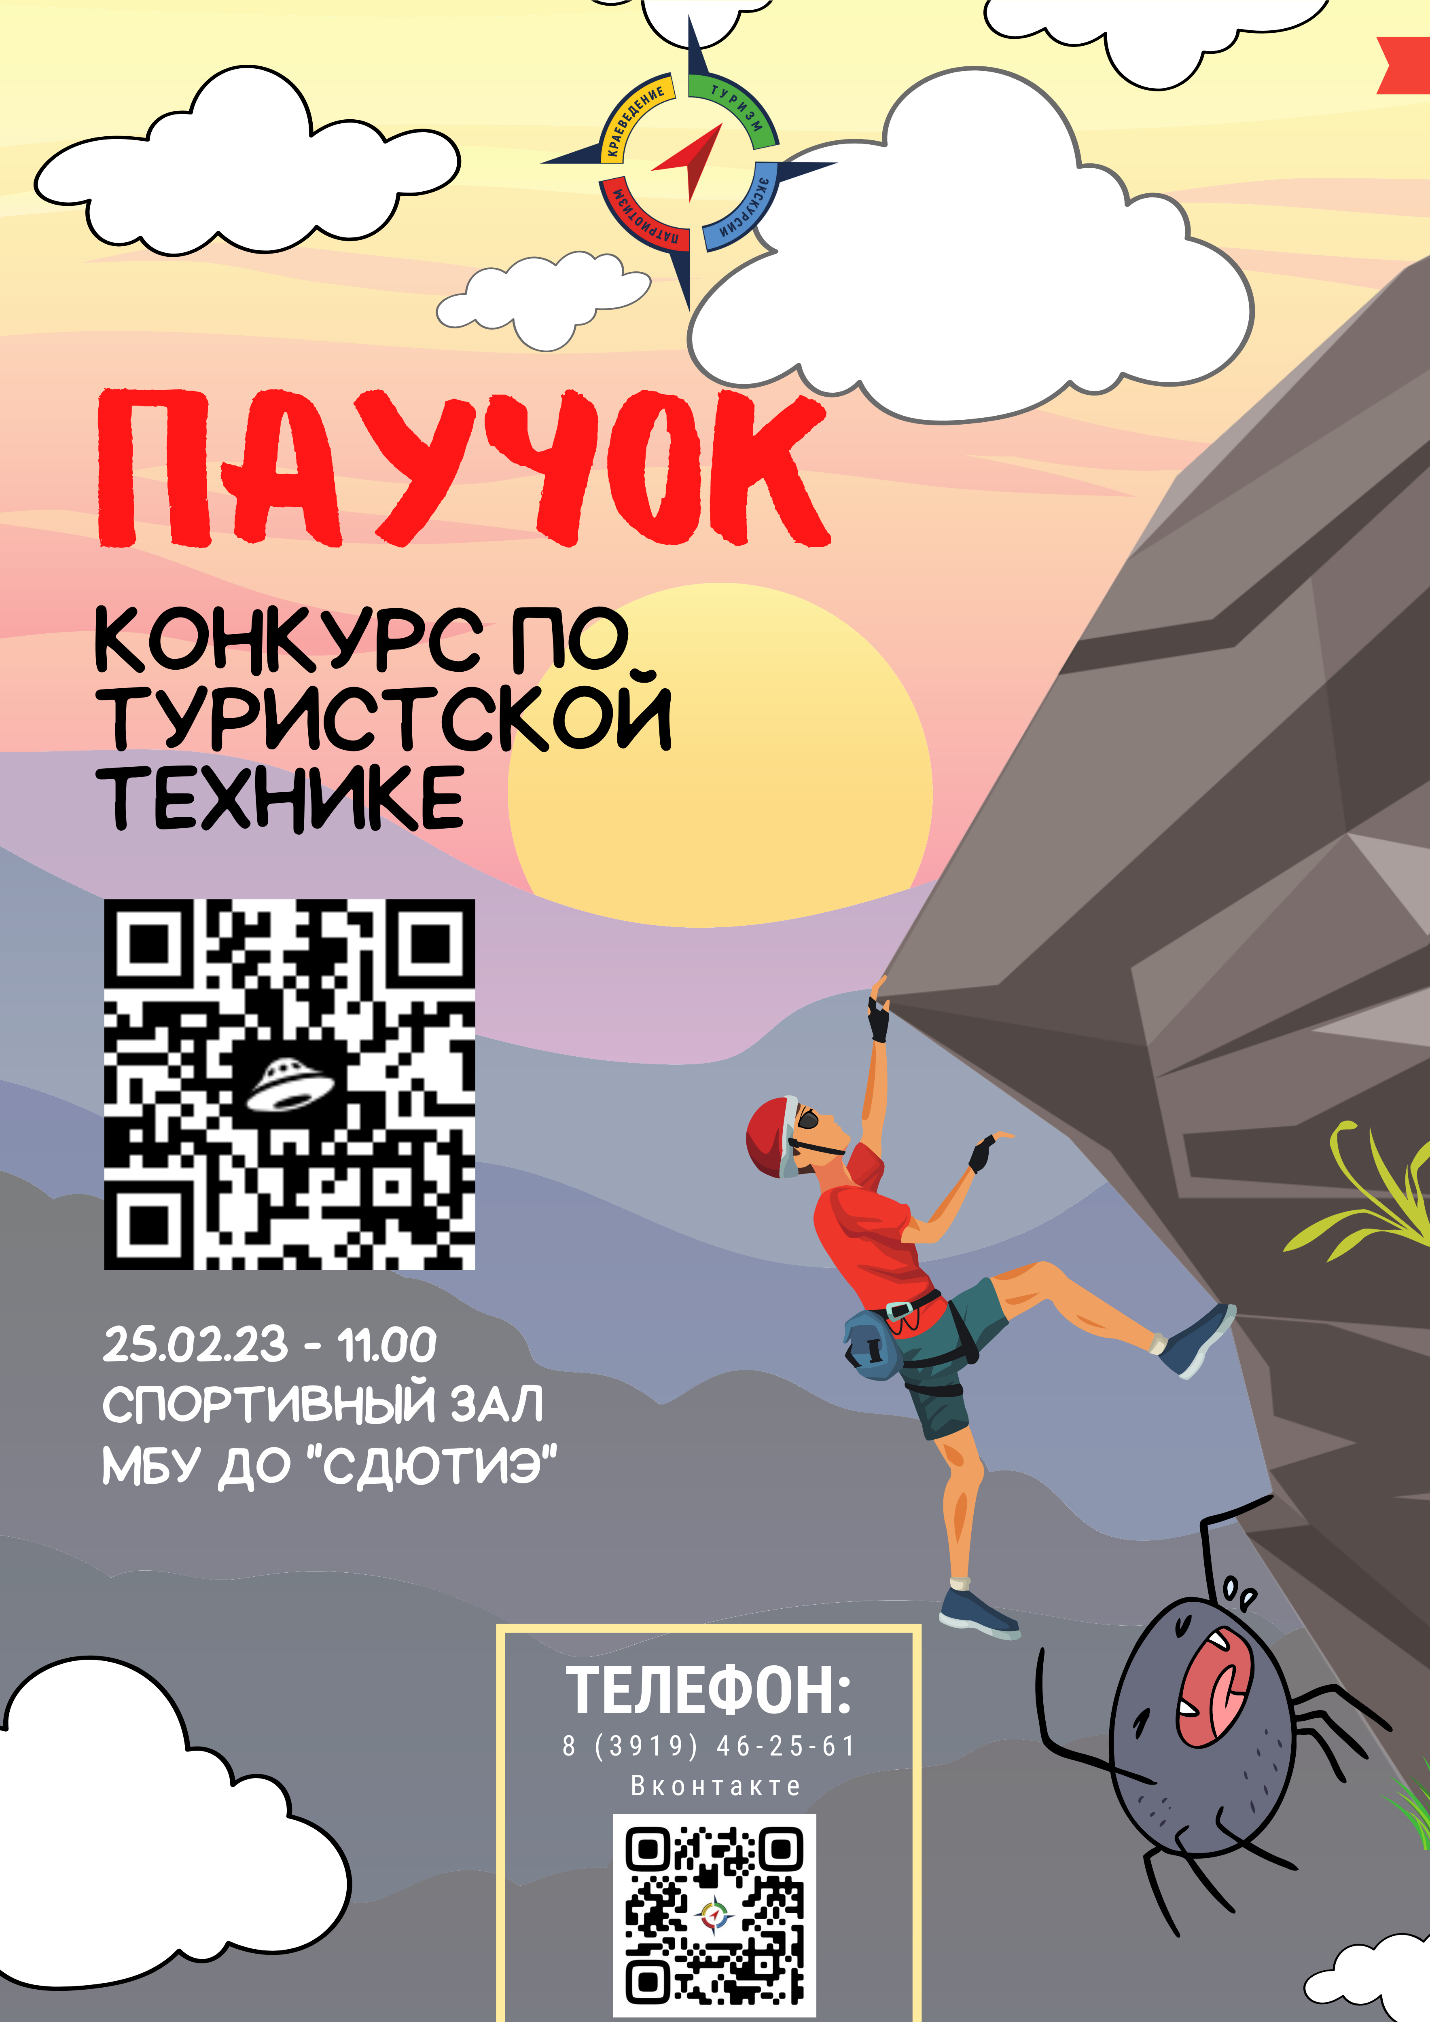 КРАЕВЕДЕНИЕ
ТУРИЗМ
ПАТРИОТИЗМ
ЭКСКУРСИИ
ПАУЧОК
КОНКУРС ПО
ТУРИСТСКОЙ
ТЕХНИКЕ
25.02.23 - 11.00
СПОРТИВНЫЙ ЗАЛ
МБУ ДО "СДЮТИЭ"
ТЕЛЕФОН:
8 (3919) 46-25-61
Вконтакте